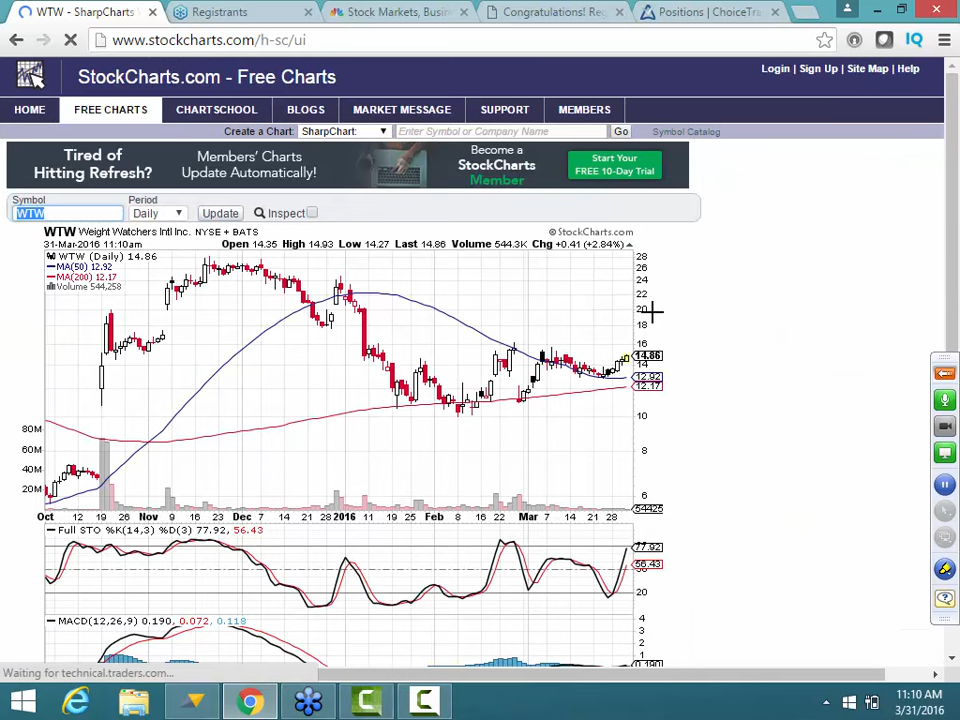 WTW - SharpCharts
Registrants
Stock Markets, Busin
Congratulations! Reg
Positions | ChoiceTra
www.stockcharts.com/h-sc/ui
IQ
StockCharts.com - Free Charts
Login | Sign Up | Site Map | Help
HOME
FREE CHARTS
CHARTSCHOOL
BLOGS
MARKET MESSAGE
SUPPORT
MEMBERS
Create a Chart: SharpChart: Enter Symbol or Company Name Go Symbol Catalog
Tired of
Hitting Refresh?
Members' Charts
Update Automatically!
Become a
StockCharts
Member
Start Your
FREE 10-Day Trial
Symbol
Period
WTW
Daily
Update
Inspect
WTW Weight Watchers Intl Inc. NYSE + BATS
© StockCharts.com
31-Mar-2016 11:10am
Open 14.35 High 14.93 Low 14.27 Last 14.86 Volume 544.3K Chg +0.41 (+2.84%)
WTW (Daily) 14.86
MA(50) 12.92
MA(200) 12.17
Volume 544,258
28
26
24
22
20
18
16
14.86
14
12.92
12.17
10
8
6
54425
80M
60M
40M
20M
Oct 12 19 26 Nov 9 16 23 Dec 7 14 21 28 2016 11 19 25 Feb 8 16 22 Mar 7 14 21 28
Full STO %K(14,3) %D(3) 77.92, 56.43
77.92
56.43
20
MACD(12,26,9) 0.190, 0.072, 0.118
4
3
2
1
0.190
Waiting for technical.traders.com...
11:10 AM
3/31/2016